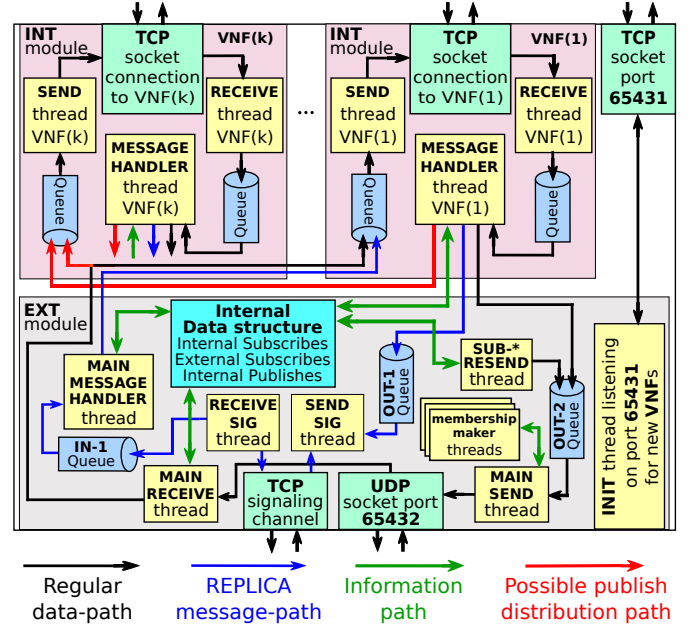 INT
module
TCP
socket
connection
to VNF(k)
VNF(k)
SEND
thread
VNF(k)
RECEIVE
thread
VNF(k)
MESSAGE
HANDLER
thread
VNF(k)
Queue
Queue
...
INT
module
TCP
socket
connection
to VNF(1)
VNF(1)
SEND
thread
VNF(1)
RECEIVE
thread
VNF(1)
MESSAGE
HANDLER
thread
VNF(1)
Queue
Queue
TCP
socket
port
65431
EXT
module
Internal
Data structure
Internal Subscribes
External Subscribes
Internal Publishes
MAIN
MESSAGE
HANDLER
thread
IN-1
Queue
RECEIVE
SIG
thread
SEND
SIG
thread
OUT-1
Queue
SUB-*
RESEND
thread
OUT-2
Queue
membership
maker
threads
MAIN
RECEIVE
thread
TCP
signaling
channel
UDP
socket port
65432
MAIN
SEND
thread
INIT thread listening
on port 65431
for new VNFs
Regular
data-path
REPLICA
message-path
Information
path
Possible publish
distribution path